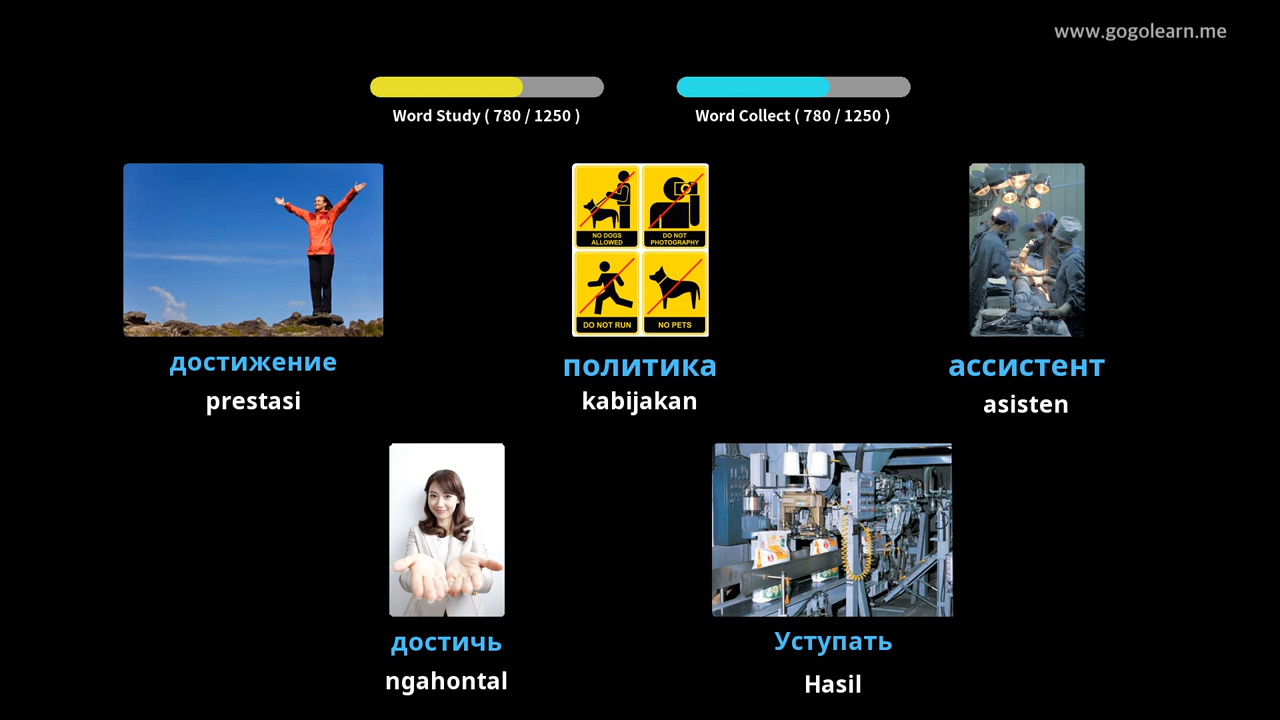 www.gogolearn.me
Word Study ( 780 / 1250 )
Word Collect ( 780 / 1250 )
NO DOGS
ALLOWED
DO NOT
PHOTOGRAPHY
DO NOT RUN
NO PETS
достижение
prestasi
политика
kabijakan
ассистент
asisten
достичь
ngahontal
Уступать
Hasil